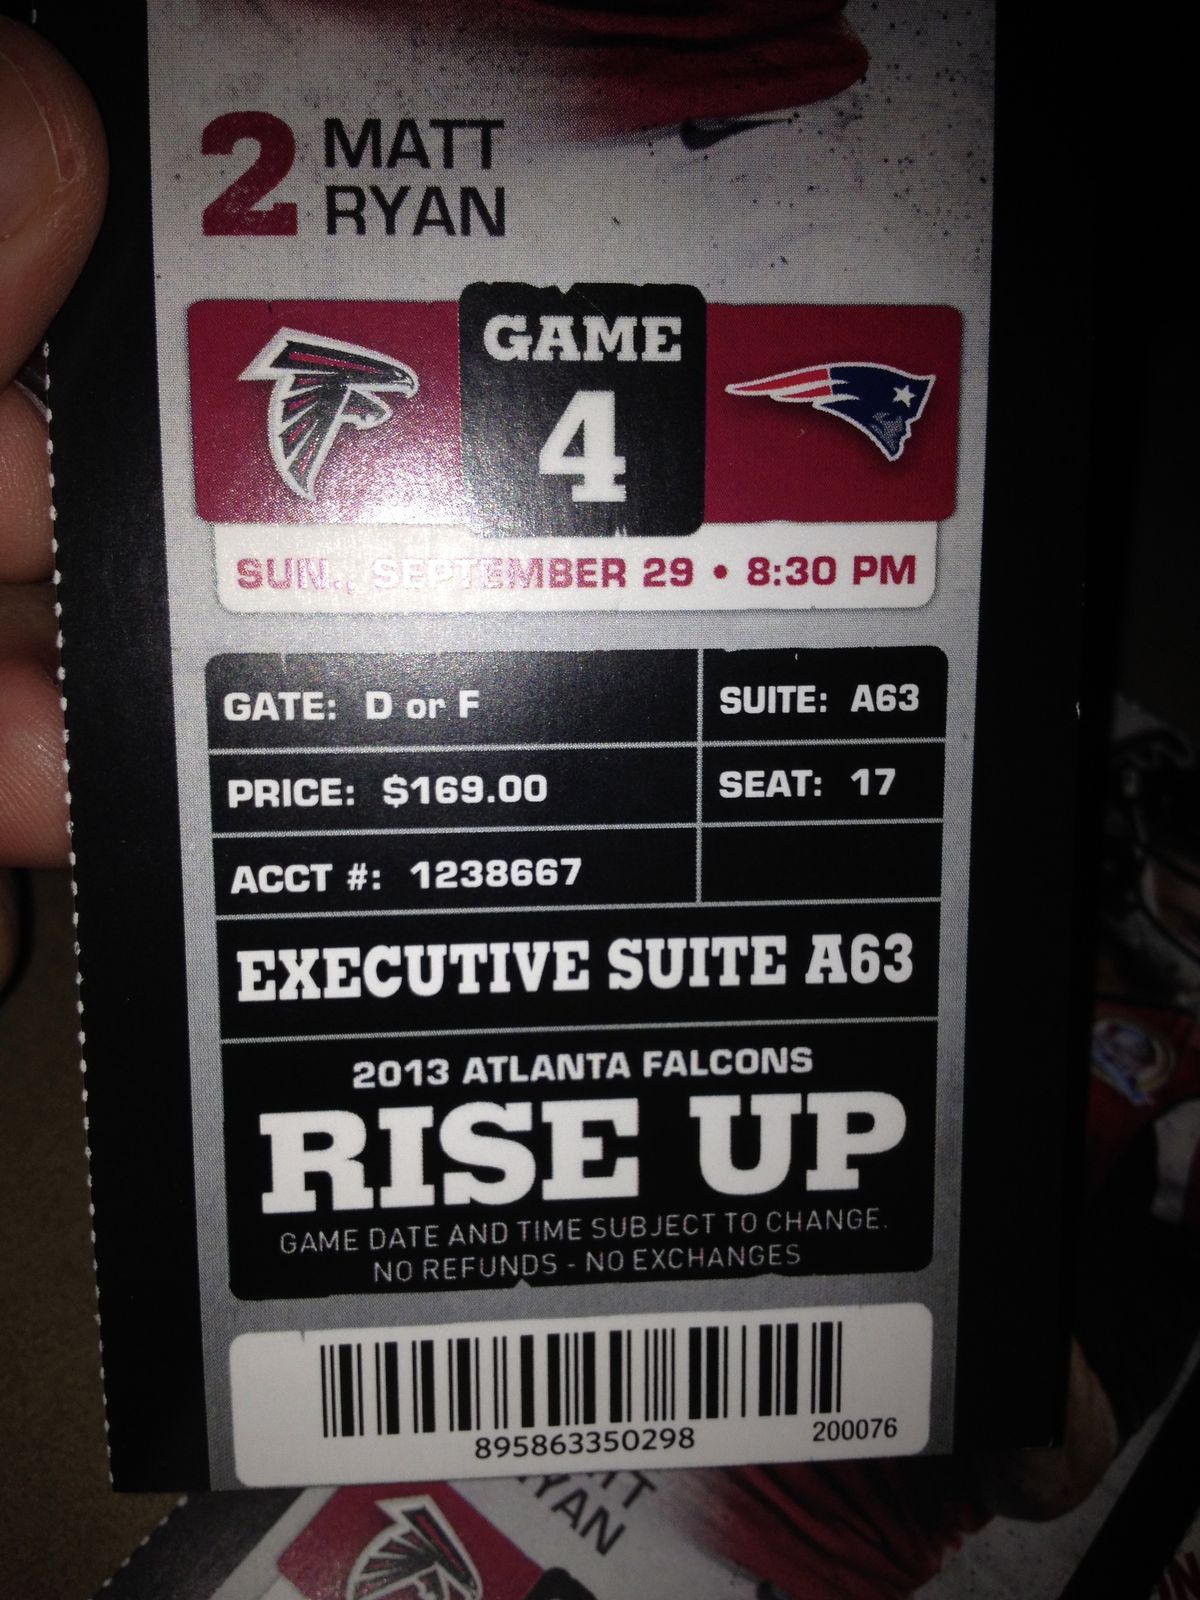 2 MATT
RYAN
GAME
4
SUN., SEPTEMBER 29 • 8:30 PM
GATE: D or F
SUITE: A63
PRICE: $169.00
SEAT: 17
ACCT #: 1238667
EXECUTIVE SUITE A63
2013 ATLANTA FALCONS
RISE UP
GAME DATE AND TIME SUBJECT TO CHANGE.
NO REFUNDS - NO EXCHANGES
895863350298
200076
YAN